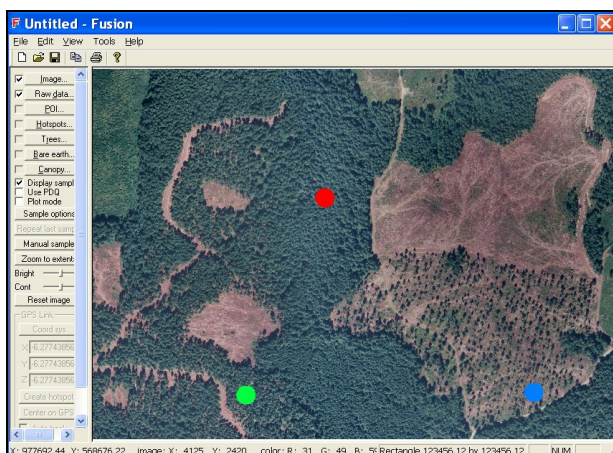 Untitled - Fusion
File Edit View Tools Help
Image...
Raw data...
POI...
Hotspots...
Trees...
Bare earth...
Canopy...
Display sampl
Use PDQ
Plot mode
Sample options
Repeat last samp
Manual sample
Zoom to extent
Bright
Cont
Reset image
GPS Link
Coord sys
X -6.27743856
Y -6.27743856
Z -6.27743856
Create hotspot
Center on GPS
X: 977692.44 Y: 568676.22 image: X: 4125 Y: 2420 color: R: 31 G: 49 B: 5 Rectangle 123456.12 by 123456.12 NUM